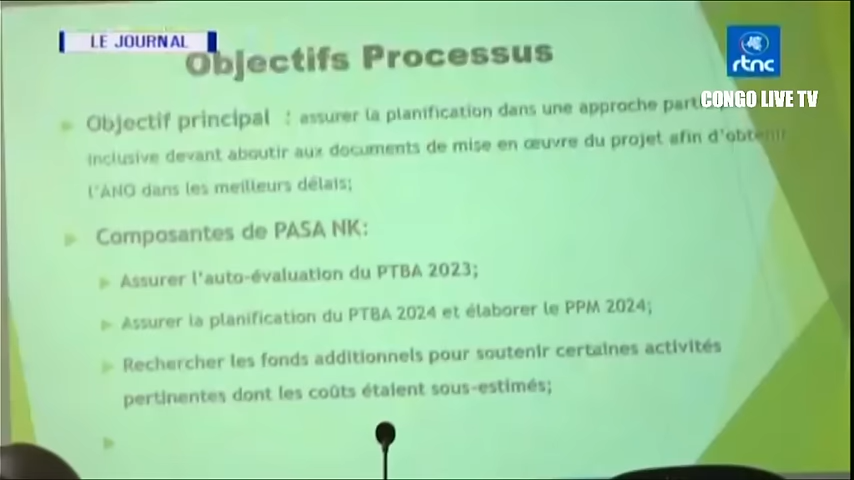 LE JOURNAL
rtnc
CONGO LIVE TV
Objectifs Processus
Objectif principal : assurer la planification dans une approche
inclusive devant aboutir aux documents de mise en œuvre du projet afin d'obtenir
l'ANO dans les meilleurs délais;
Composantes de PASA NK:
Assurer l'auto-évaluation du PTBA 2023;
Assurer la planification du PTBA 2024 et élaborer le PPM 2024;
Rechercher les fonds additionnels pour soutenir certaines activités
pertinentes dont les coûts étaient sous-estimés;